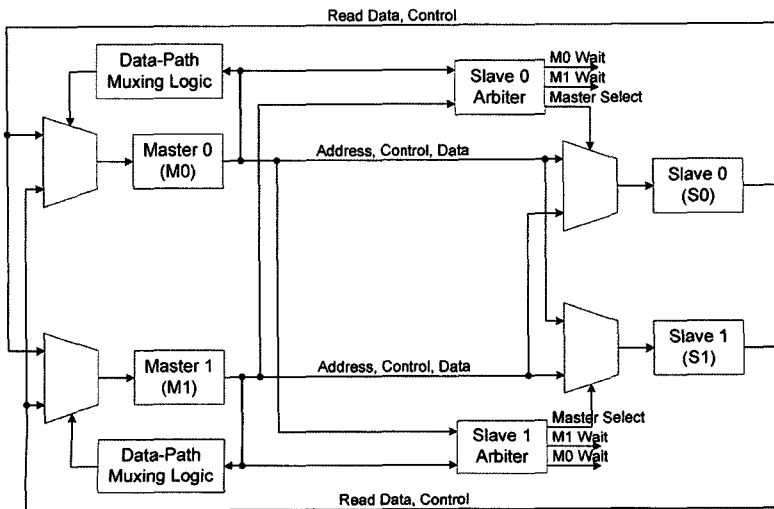 Read Data, Control
Data-Path
Muxing Logic
Slave 0
Arbiter
M0 Wait
M1 Wait
Master Select
Master 0
(M0)
Address, Control, Data
Slave 0
(S0)
Master 1
(M1)
Address, Control, Data
Slave 1
(S1)
Data-Path
Muxing Logic
Slave 1
Arbiter
Master Select
M1 Wait
M0 Wait
Read Data, Control